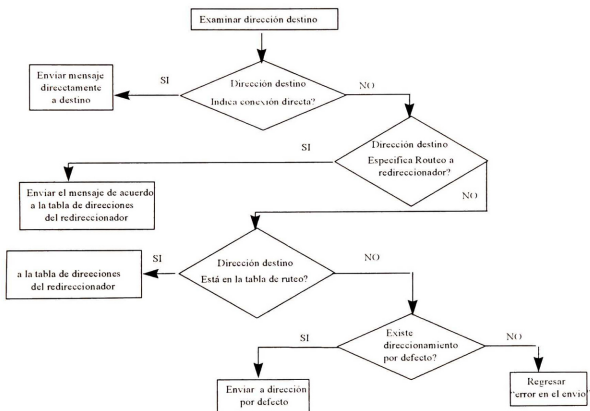 Examinar dirección destino
Enviar mensaje
directamente
a destino
SI
Dirección destino
Indica conexión directa?
NO
SI
Dirección destino
Especifica Routeo a
redireccionador?
Enviar el mensaje de acuerdo
a la tabla de direciones
del redireccionador
NO
a la tabla de direeciones
del redireccionador
SI
Dirección destino
Está en la tabla de ruteo?
NO
SI
Existe
direccionamiento
por defecto?
NO
Enviar a dirección
por defecto
Regresar
"error en el envio"